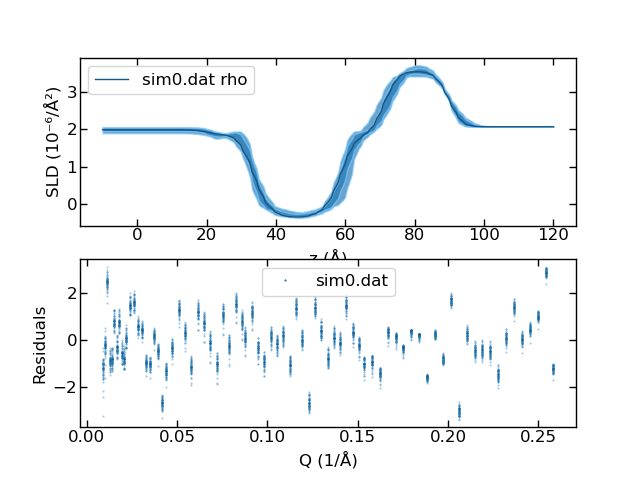 sim0.dat rho
SLD (10⁻⁶/Å²)
3
2
1
0
0 20 40 60 80 100 120
z (Å)
sim0.dat
Residuals
2
0
−2
0.00 0.05 0.10 0.15 0.20 0.25
Q (1/Å)